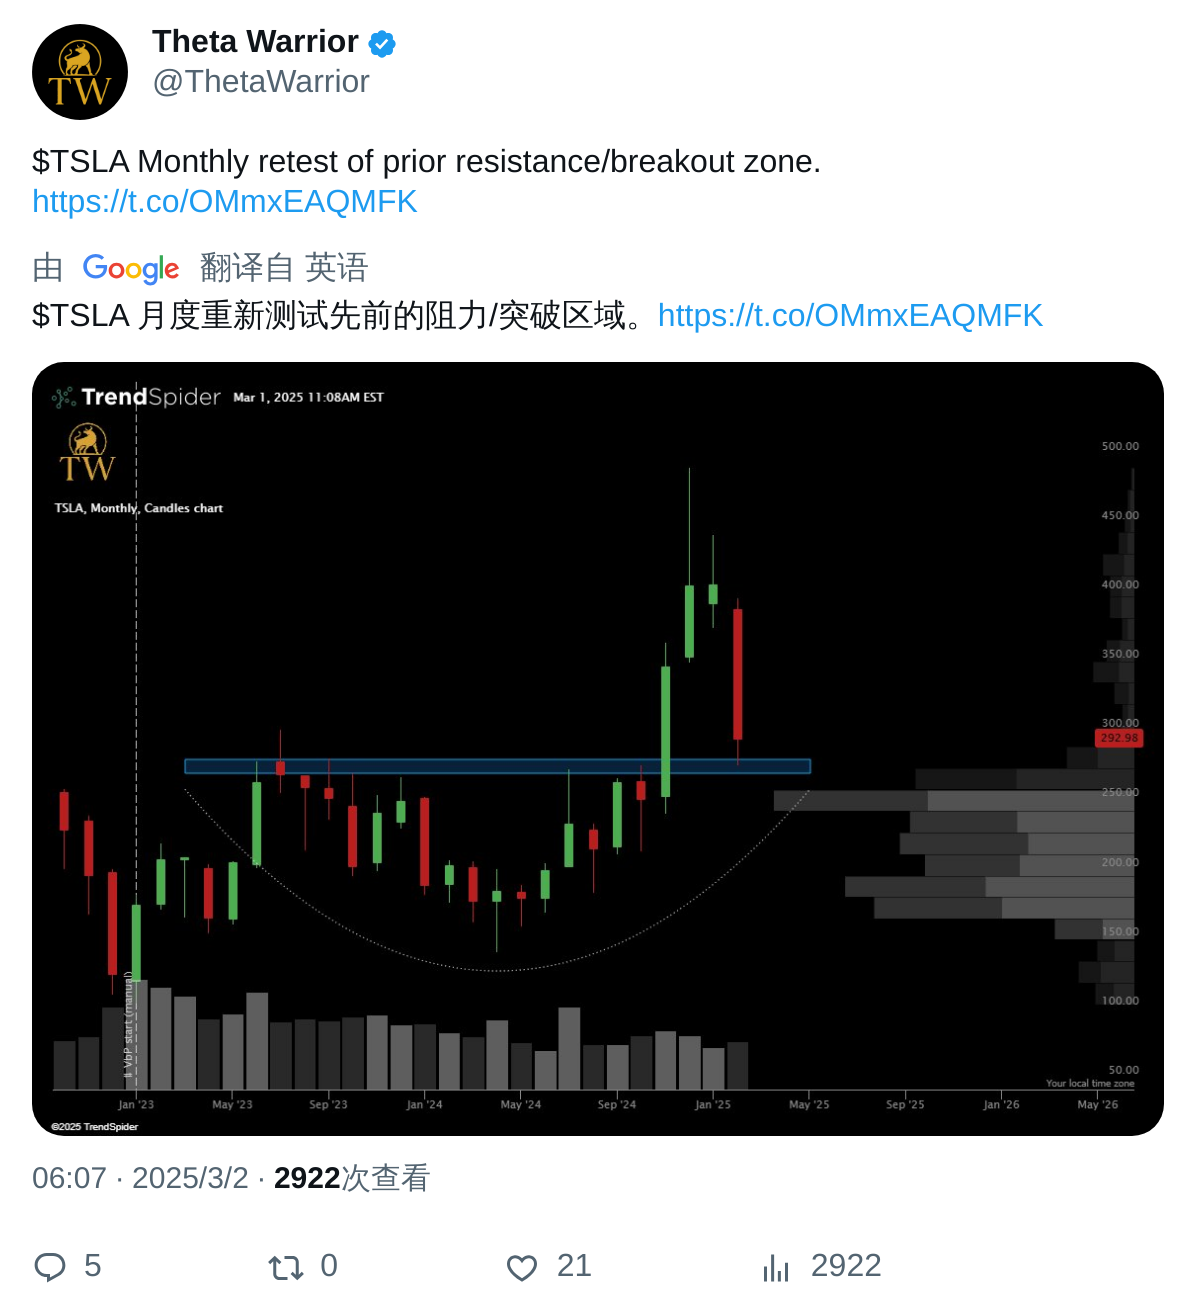 Theta Warrior
@ThetaWarrior
$TSLA Monthly retest of prior resistance/breakout zone.
https://t.co/OMmxEAQMFK
由 Google 翻译自 英语
$TSLA 月度重新测试先前的阻力/突破区域。https://t.co/OMmxEAQMFK
TrendSpider Mar 1, 2025 11:08AM EST
TW
TSLA, Monthly, Candles chart
500.00
450.00
400.00
350.00
300.00
292.98
250.00
200.00
150.00
100.00
50.00
# VbP start (manual)
Your local time zone
Jan '23 May '23 Sep '23 Jan '24 May '24 Sep '24 Jan '25 May '25 Sep '25 Jan '26 May '26
©2025 TrendSpider
06:07 · 2025/3/2 · 2922次查看
5 0 21 2922